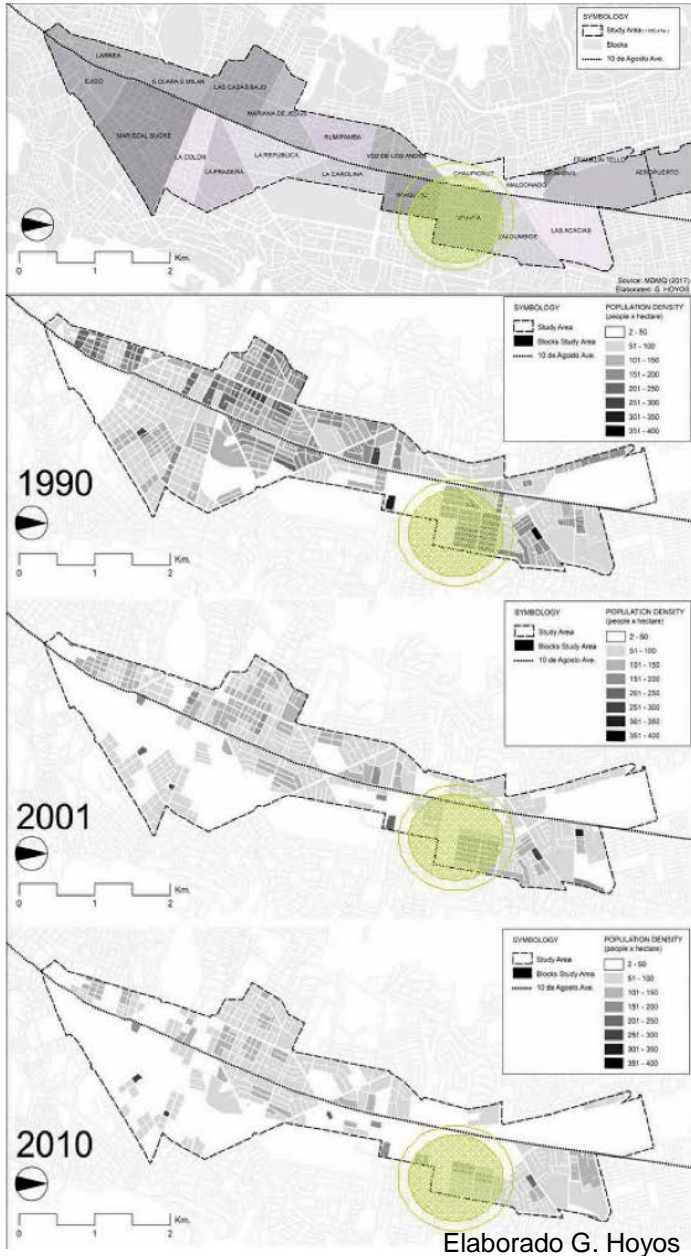 SYMBOLOGY
Study Area
Blocks
10 de Agosto Ave.
LARREA
EJIDO
S. CLARA S. MILAN
LAS CASAS BAJO
MARIANA DE JESUS
MARISCAL SUCRE
LA COLON
LA PRADERA
LA REPUBLICA
RUMIPAMBA
VOZ DE LOS ANDES
LA CAROLINA
CHAUPICRUZ
MALDONADO
FRANKLIN TELLO
AEROPUERTO
LAS ACACIAS
0 1 2 Km.
Source: MDMQ (2017)
Elaborated: G. HOYOS
SYMBOLOGY
Study Area
Blocks Study Area
10 de Agosto Ave.
POPULATION DENSITY
(people x hectare)
2 - 50
51 - 100
101 - 150
151 - 200
201 - 250
251 - 300
301 - 350
351 - 400
1990
0 1 2 Km.
SYMBOLOGY
Study Area
Blocks Study Area
10 de Agosto Ave.
POPULATION DENSITY
(people x hectare)
2 - 50
51 - 100
101 - 150
151 - 200
201 - 250
251 - 300
301 - 350
351 - 400
2001
0 1 2 Km.
SYMBOLOGY
Study Area
Blocks Study Area
10 de Agosto Ave.
POPULATION DENSITY
(people x hectare)
2 - 50
51 - 100
101 - 150
151 - 200
201 - 250
251 - 300
301 - 350
351 - 400
2010
0 1 2 Km.
Elaborado G. Hoyos